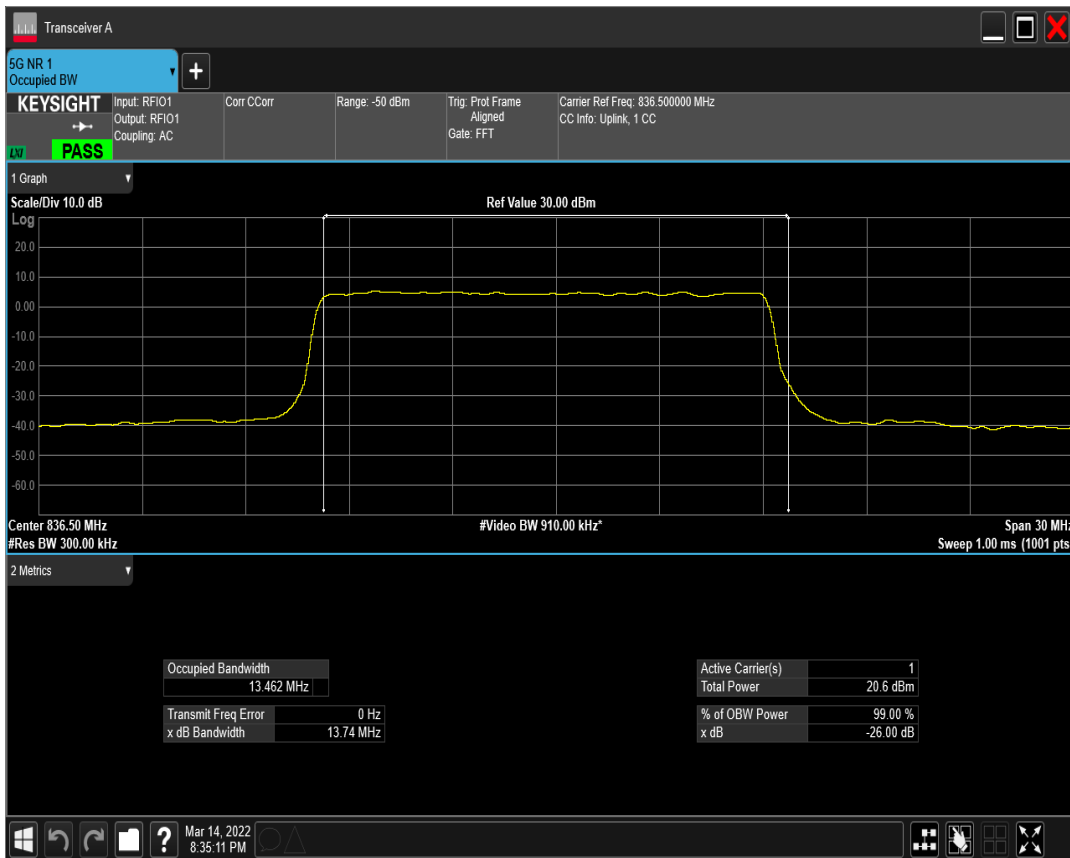 Transceiver A
5G NR 1
Occupied BW
+
KEYSIGHT
LXI
PASS
Input: RFIO1
Output: RFIO1
Coupling: AC
Corr CCorr
Range: -50 dBm
Trig: Prot Frame
Aligned
Gate: FFT
Carrier Ref Freq: 836.500000 MHz
CC Info: Uplink, 1 CC
1 Graph
Scale/Div 10.0 dB
Ref Value 30.00 dBm
Log
20.0
10.0
0.00
-10.0
-20.0
-30.0
-40.0
-50.0
-60.0
Center 836.50 MHz
#Video BW 910.00 kHz*
Span 30 MHz
#Res BW 300.00 kHz
Sweep 1.00 ms (1001 pts
2 Metrics
Occupied Bandwidth
13.462 MHz
Transmit Freq Error 0 Hz
x dB Bandwidth 13.74 MHz
Active Carrier(s) 1
Total Power 20.6 dBm
% of OBW Power 99.00 %
x dB -26.00 dB
?
Mar 14, 2022
8:35:11 PM